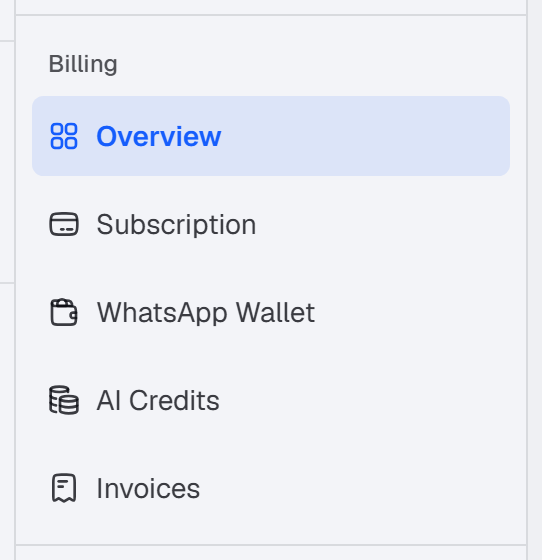 Billing
Overview
Subscription
WhatsApp Wallet
AI Credits
Invoices